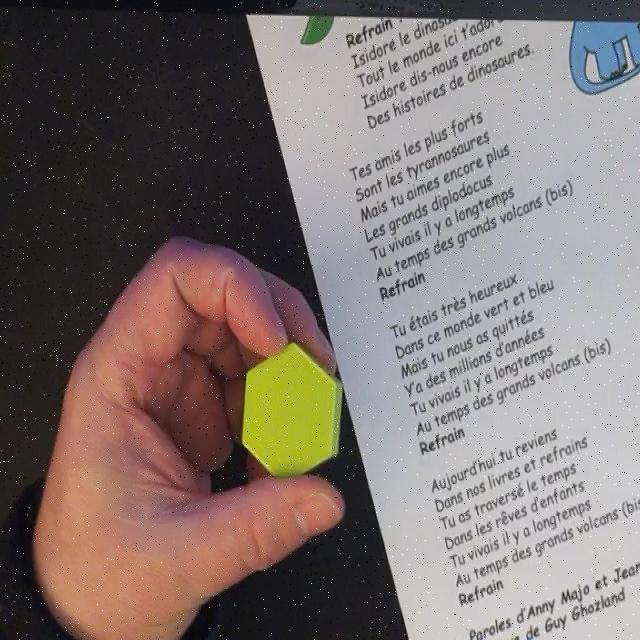 Refrain
Isidore le dinosau
Tout le monde ici t'ador
Isidore dis-nous encore
Des histoires de dinosaures.
Tes amis les plus forts
Sont les tyrannosaures
Mais tu aimes encore plus
Les grands diplodocus
Tu vivais il y a longtemps
Au temps des grands volcans (bis)
Refrain
Tu étais très heureux
Dans ce monde vert et bleu
Mais tu nous as quittés
Y'a des millions d'années
Tu vivais il y a longtemps
Au temps des grands volcans (bis)
Refrain
Aujourd'hui tu reviens
Dans nos livres et refrains
Tu as traversé le temps
Dans les rêves d'enfants
Tu vivais il y a longtemps
Au temps des grands volcans (bis
Refrain
Paroles d'Anny Majo et Jean
de Guy Ghozland